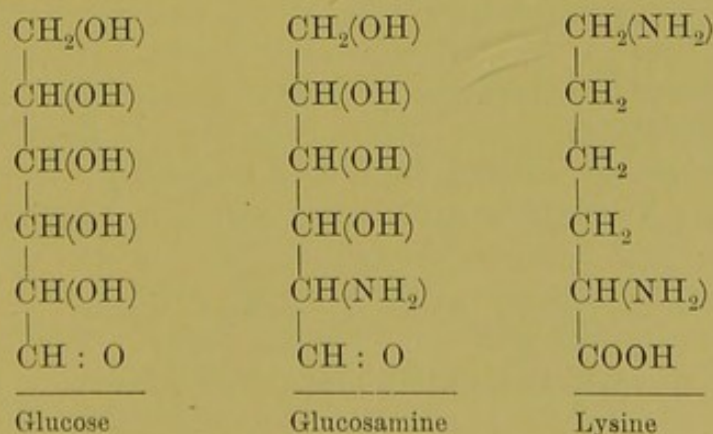 CH₂(OH) CH₂(OH) CH₂(NH₂)
CH(OH) CH(OH) CH₂
CH(OH) CH(OH) CH₂
CH(OH) CH(OH) CH₂
CH(OH) CH(NH₂) CH(NH₂)
CH : O CH : O COOH
Glucose Glucosamine Lysine